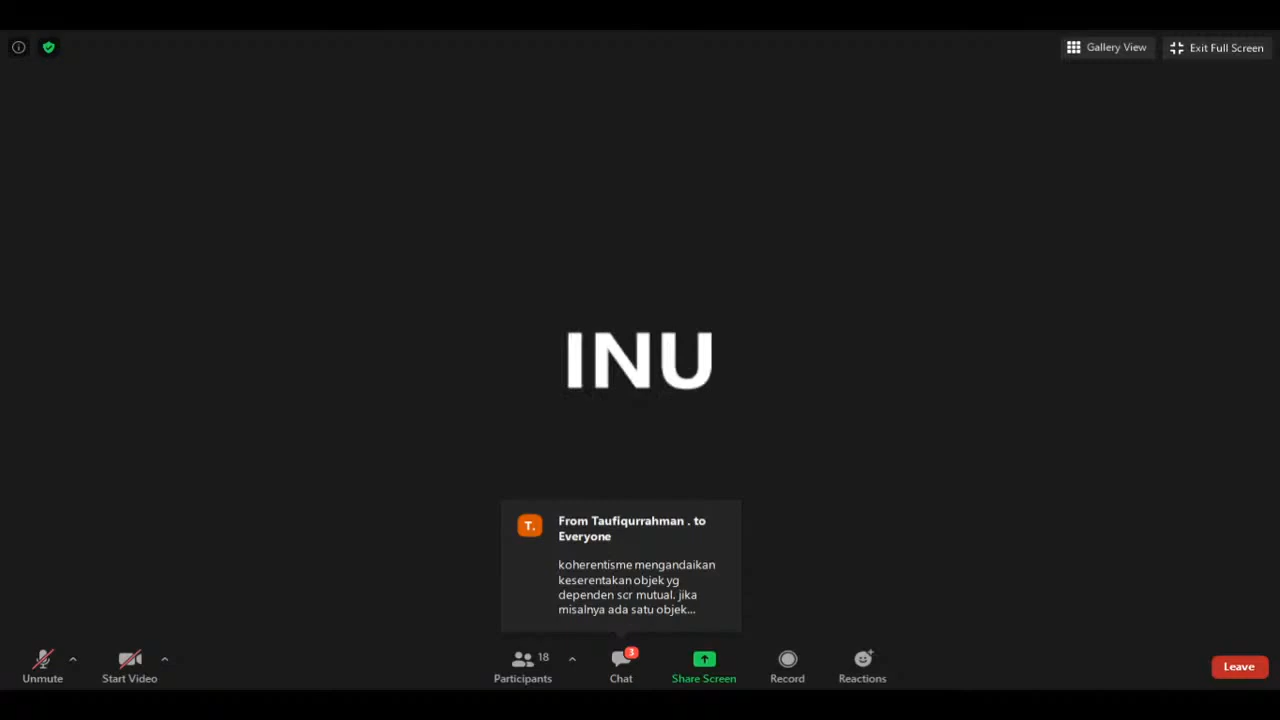 Gallery View
Exit Full Screen
INU
T.
From Taufiqurrahman . to
Everyone
koherentisme mengandaikan
keserentakan objek yg
dependen scr mutual. jika
misalnya ada satu objek...
Unmute
Start Video
18
Participants
3
Chat
Share Screen
Record
Reactions
Leave